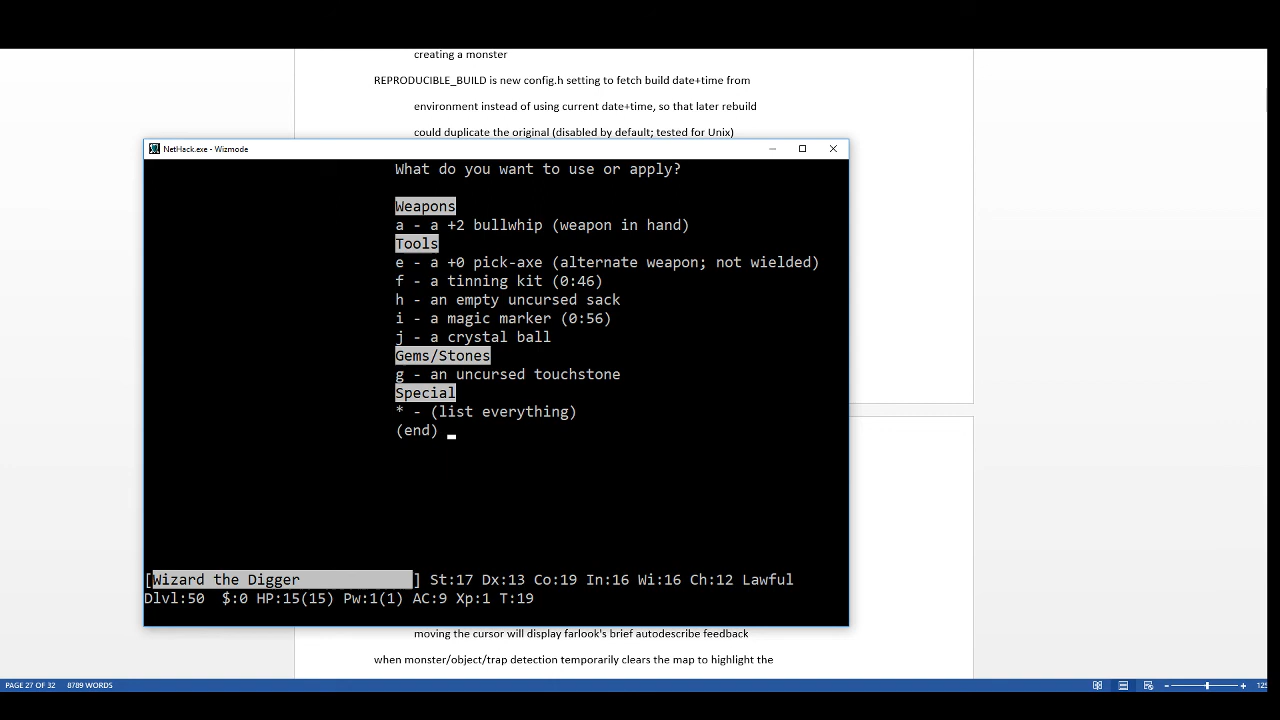 creating a monster
REPRODUCIBLE_BUILD is new config.h setting to fetch build date+time from
environment instead of using current date+time, so that later rebuild
could duplicate the original (disabled by default; tested for Unix)
NetHack.exe - Wizmode
What do you want to use or apply?
Weapons
a - a +2 bullwhip (weapon in hand)
Tools
e - a +0 pick-axe (alternate weapon; not wielded)
f - a tinning kit (0:46)
h - an empty uncursed sack
i - a magic marker (0:56)
j - a crystal ball
Gems/Stones
g - an uncursed touchstone
Special
* - (list everything)
(end)
[Wizard the Digger ] St:17 Dx:13 Co:19 In:16 Wi:16 Ch:12 Lawful
Dlvl:50 $:0 HP:15(15) Pw:1(1) AC:9 Xp:1 T:19
moving the cursor will display farlook's brief autodescribe feedback
when monster/object/trap detection temporarily clears the map to highlight the
PAGE 27 OF 32 8789 WORDS